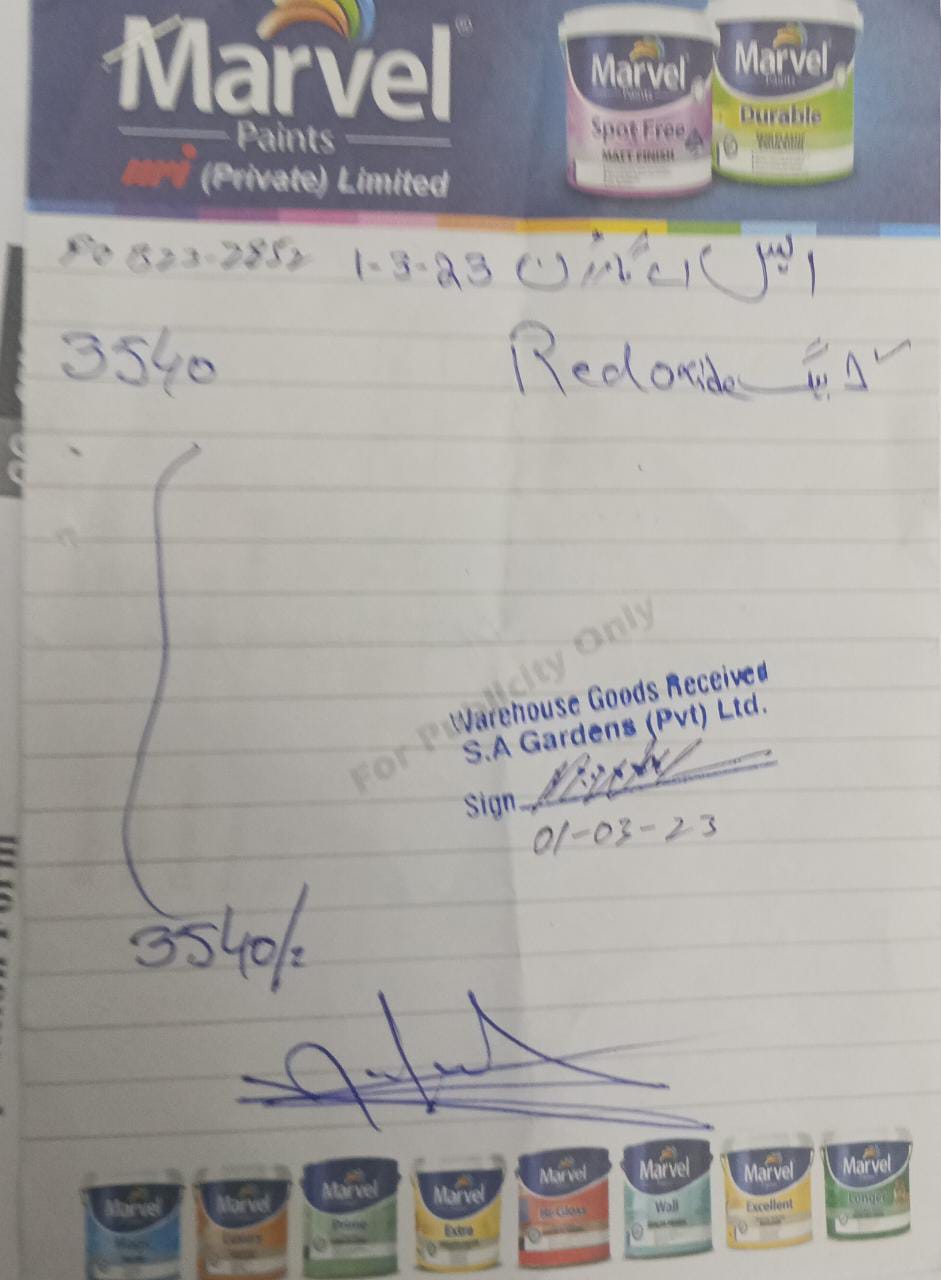 Marvel
Paints
MPI (Private) Limited
Marvel
Paints
Spot Free
MATT FINISH
Marvel
Paints
Durable
Po 823-2852 1-3-23 ایس اے گارڈن
3540 Redoxide
For Publicity Only
Warehouse Goods Received
S.A Gardens (Pvt) Ltd.
Sign
01-03-23
3540/=
Marvel
Marvel
Luxury
Marvel
Prime
Marvel
Extra
Marvel
Hi-Gloss
Marvel
Wall
Marvel
Excellent
Marvel
Longer